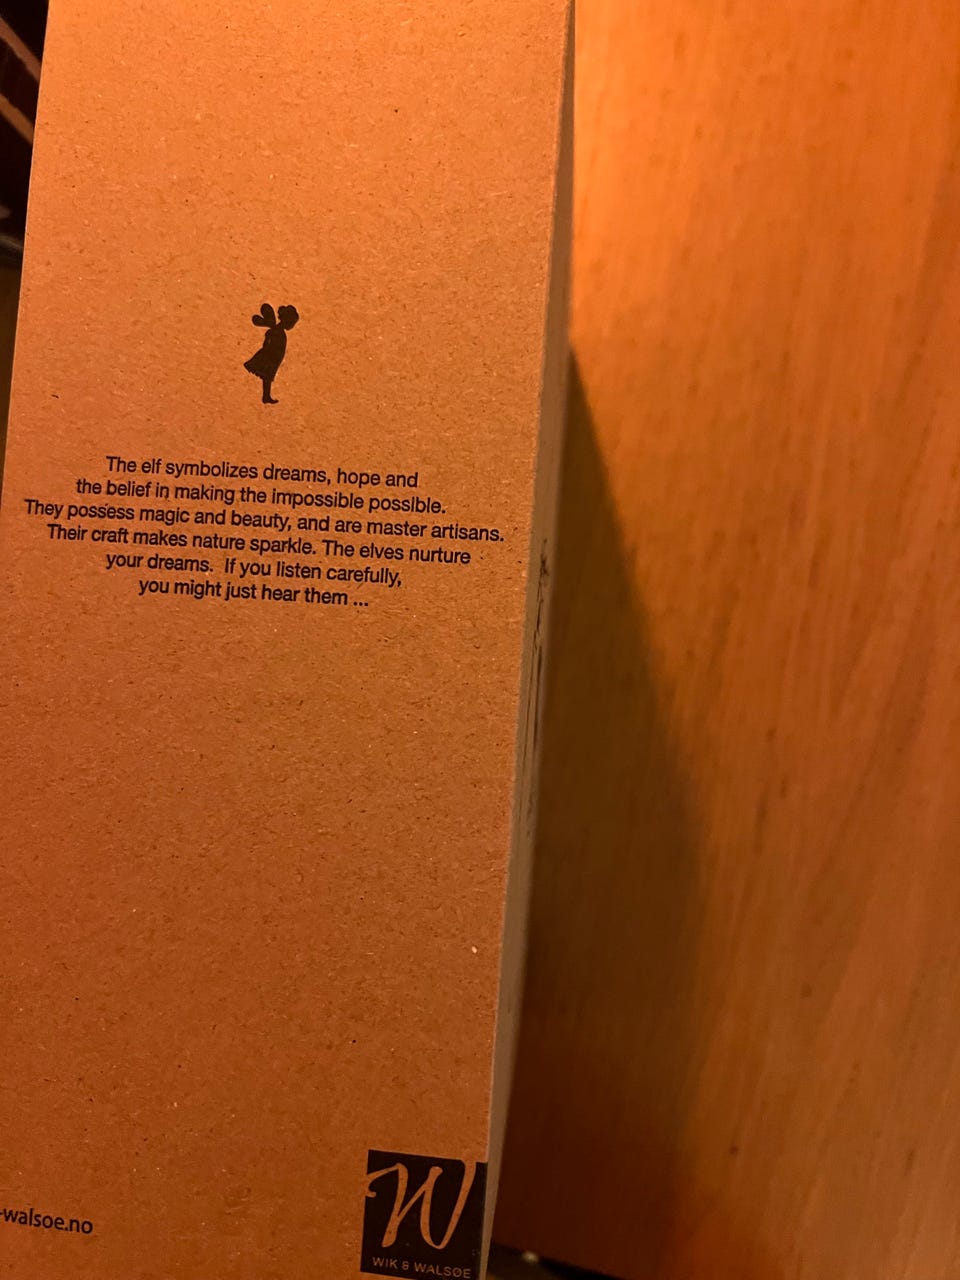 The elf symbolizes dreams, hope and
the belief in making the impossible possible.
They possess magic and beauty, and are master artisans.
Their craft makes nature sparkle. The elves nurture
your dreams. If you listen carefully,
you might just hear them ...
-walsoe.no
W
WIK & WALSØE